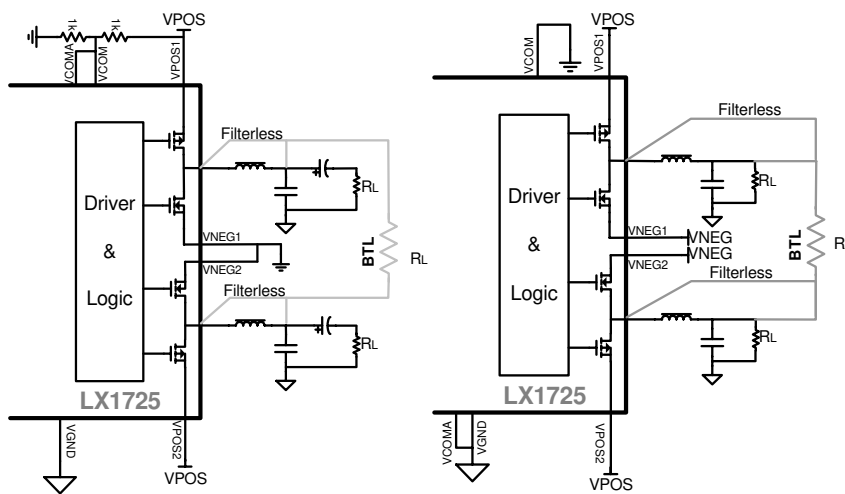 1k
1k
VPOS
VCOMA
VCOM
VPOS1
Filterless
Driver
&
Logic
RL
VNEG1
VNEG2
BTL
RL
Filterless
RL
LX1725
VGND
VPOS2
VPOS
VPOS
VCOM
VPOS1
Filterless
Driver
&
Logic
RL
VNEG1
VNEG
VNEG
VNEG2
BTL
R
Filterless
RL
LX1725
VCOMA
VGND
VPOS2
VPOS